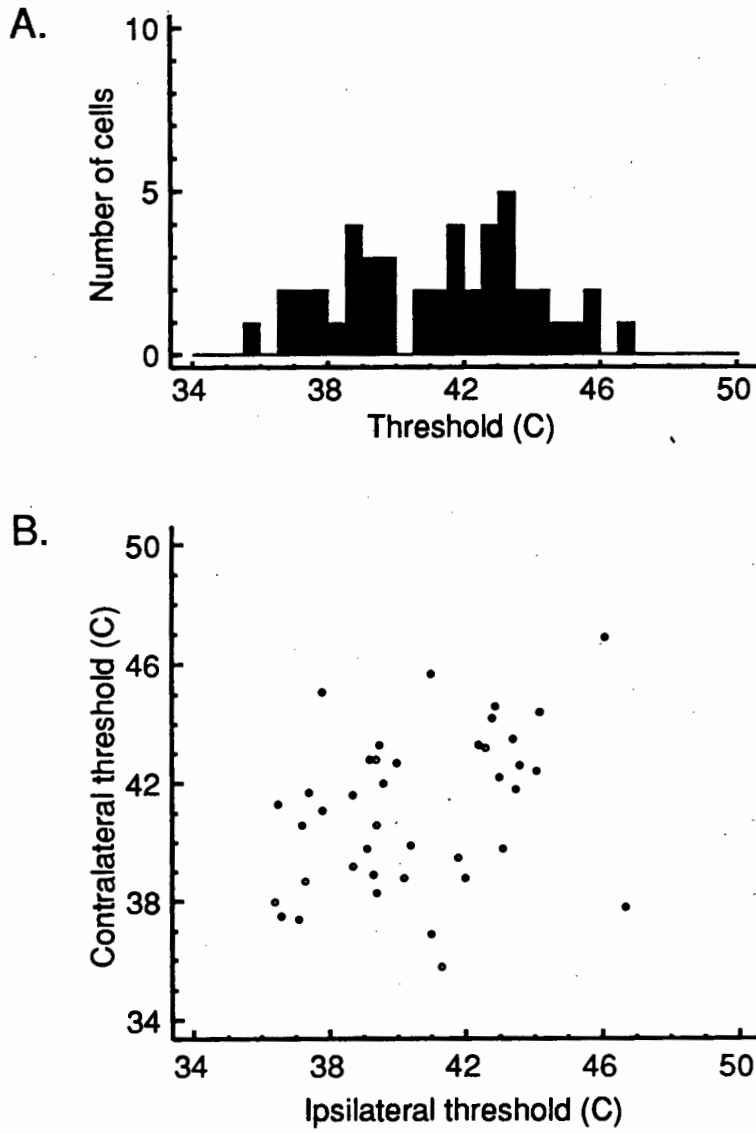 A.
Number of cells
10
5
0
34 38 42 46 50
Threshold (C)
B.
Contralateral threshold (C)
50
46
42
38
34
34 38 42 46 50
Ipsilateral threshold (C)